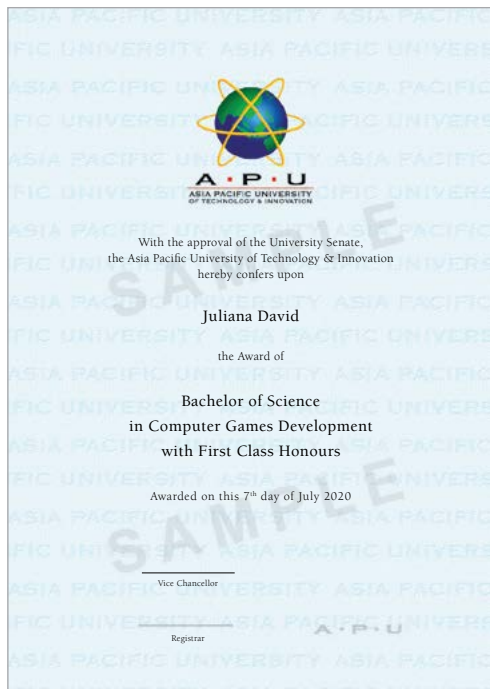 A • P • U
ASIA PACIFIC UNIVERSITY
OF TECHNOLOGY & INNOVATION
With the approval of the University Senate,
the Asia Pacific University of Technology & Innovation
hereby confers upon
SAMPLE
Juliana David
the Award of
Bachelor of Science
in Computer Games Development
with First Class Honours
Awarded on this 7th day of July 2020
SAMPLE
Vice Chancellor
Registrar
A • P • U